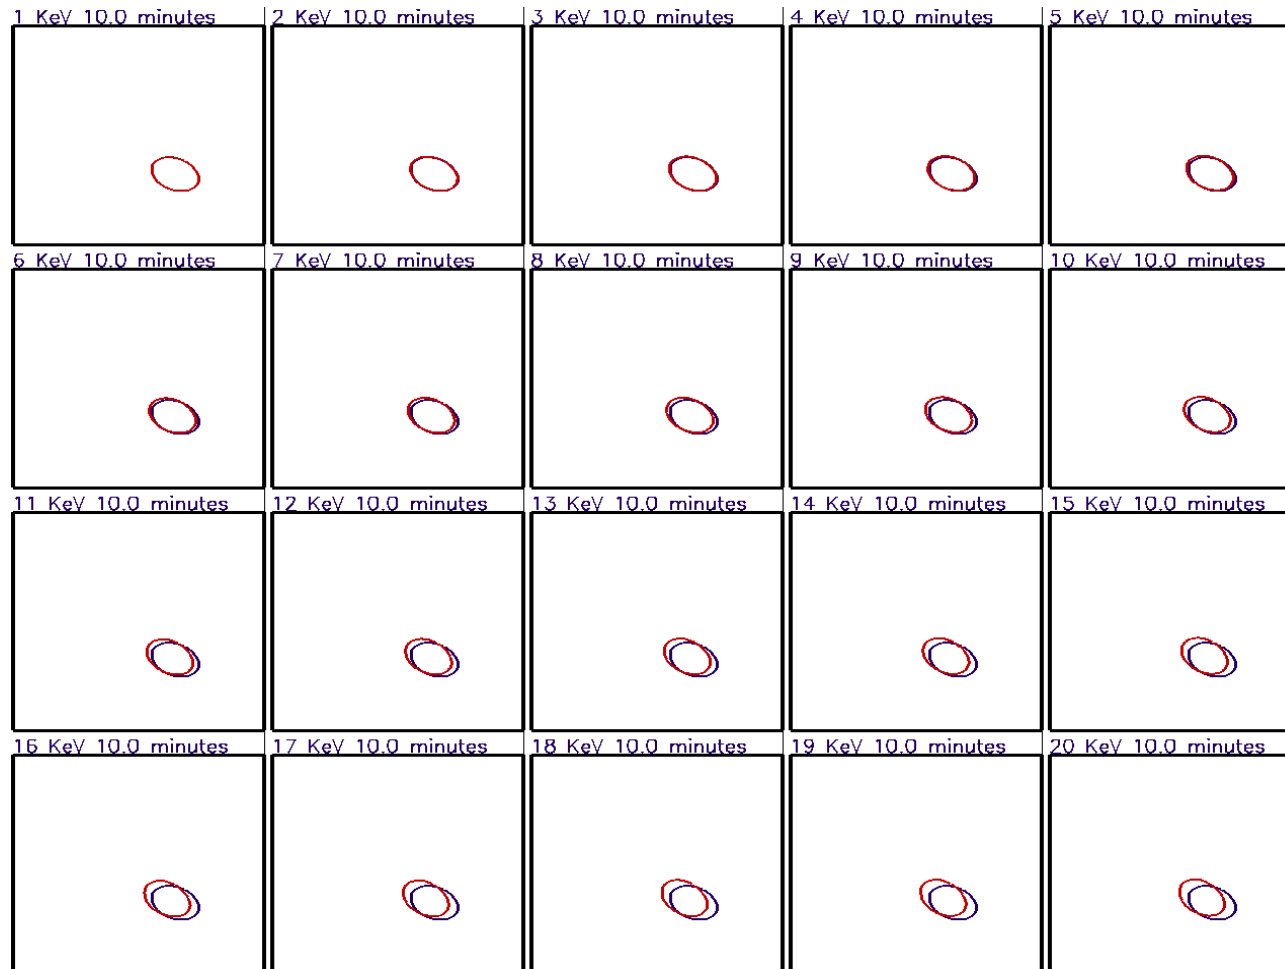 1 KeV 10.0 minutes
2 KeV 10.0 minutes
3 KeV 10.0 minutes
4 KeV 10.0 minutes
5 KeV 10.0 minutes
6 KeV 10.0 minutes
7 KeV 10.0 minutes
8 KeV 10.0 minutes
9 KeV 10.0 minutes
10 KeV 10.0 minutes
11 KeV 10.0 minutes
12 KeV 10.0 minutes
13 KeV 10.0 minutes
14 KeV 10.0 minutes
15 KeV 10.0 minutes
16 KeV 10.0 minutes
17 KeV 10.0 minutes
18 KeV 10.0 minutes
19 KeV 10.0 minutes
20 KeV 10.0 minutes